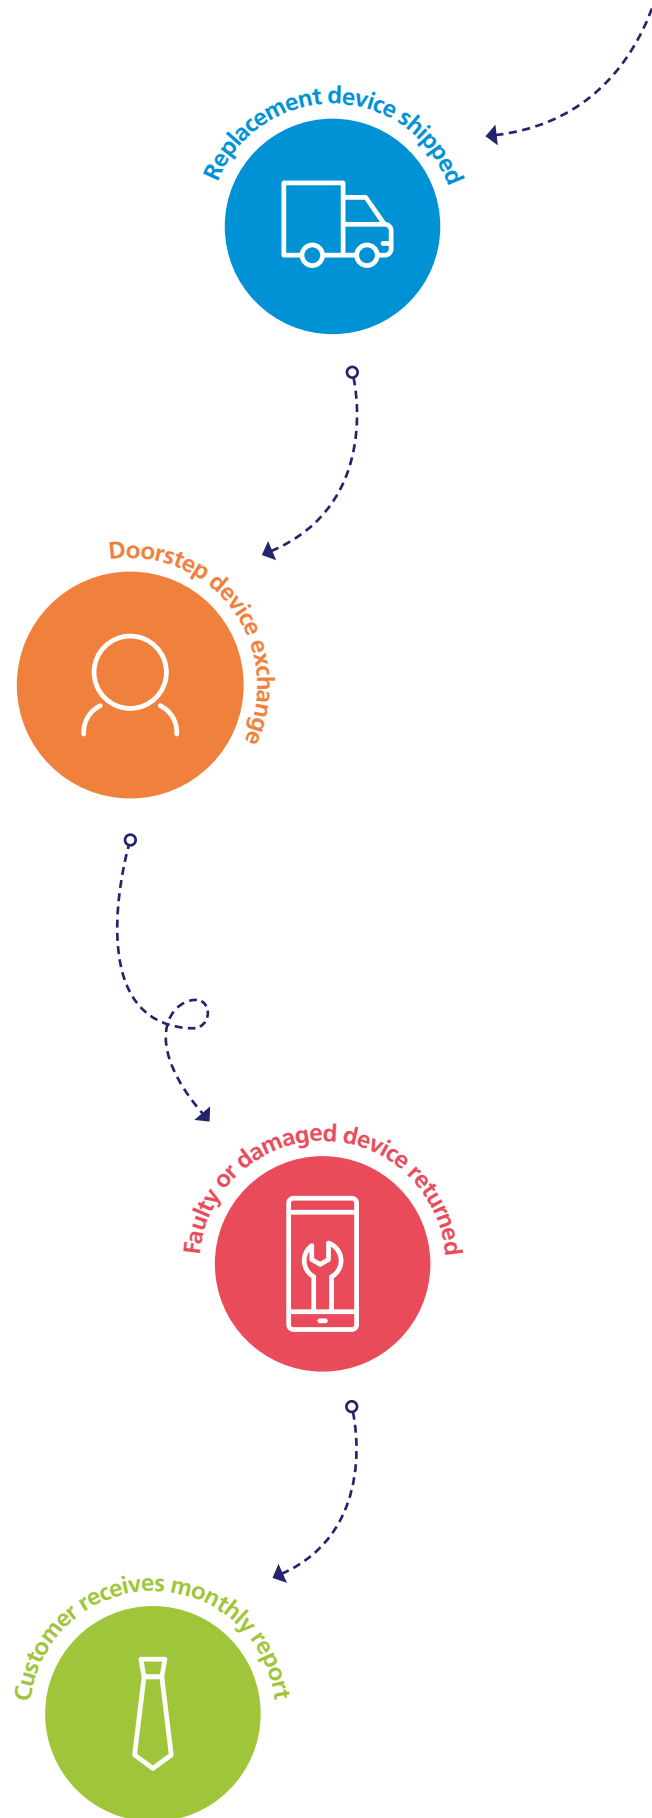 Replacement device shipped
Doorstep device exchange
Faulty or damaged device returned
Customer receives monthly report